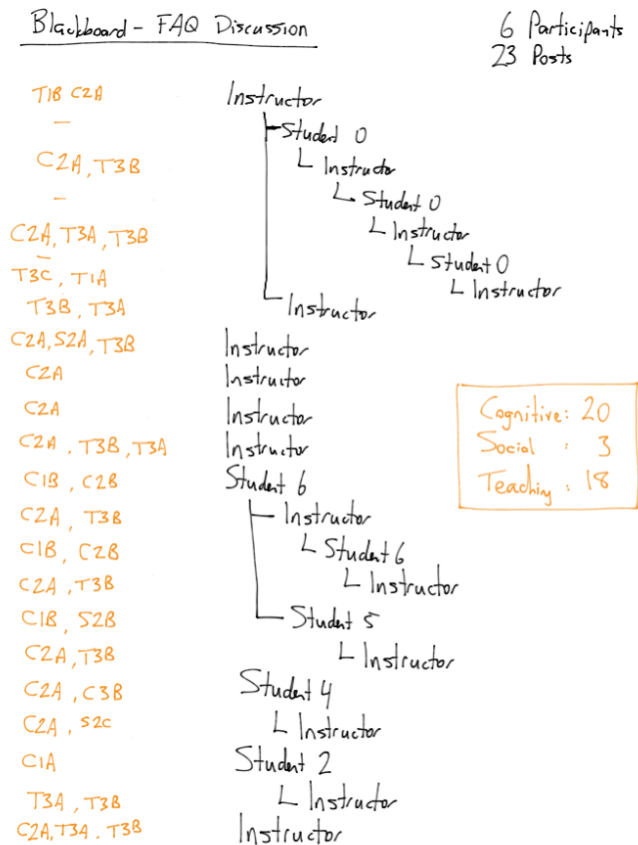 Blackboard - FAQ Discussion
6 Participants
23 Posts
T1B C2A Instructor
— Student 0
C2A, T3B Instructor
- Student 0
C2A, T3A, T3B Instructor
— Student 0
T3C, T1A Instructor
T3B, T3A Instructor
C2A, S2A, T3B Instructor
C2A Instructor
C2A Instructor
C2A, T3B, T3A Instructor
C1B, C2B Student 6
C2A, T3B Instructor
C1B, C2B Student 6
C2A, T3B Instructor
C1B, S2B Student 5
C2A, T3B Instructor
C2A, C3B Student 4
C2A, S2C Instructor
C1A Student 2
T3A, T3B Instructor
C2A, T3A, T3B Instructor
Cognitive: 20
Social : 3
Teaching : 18